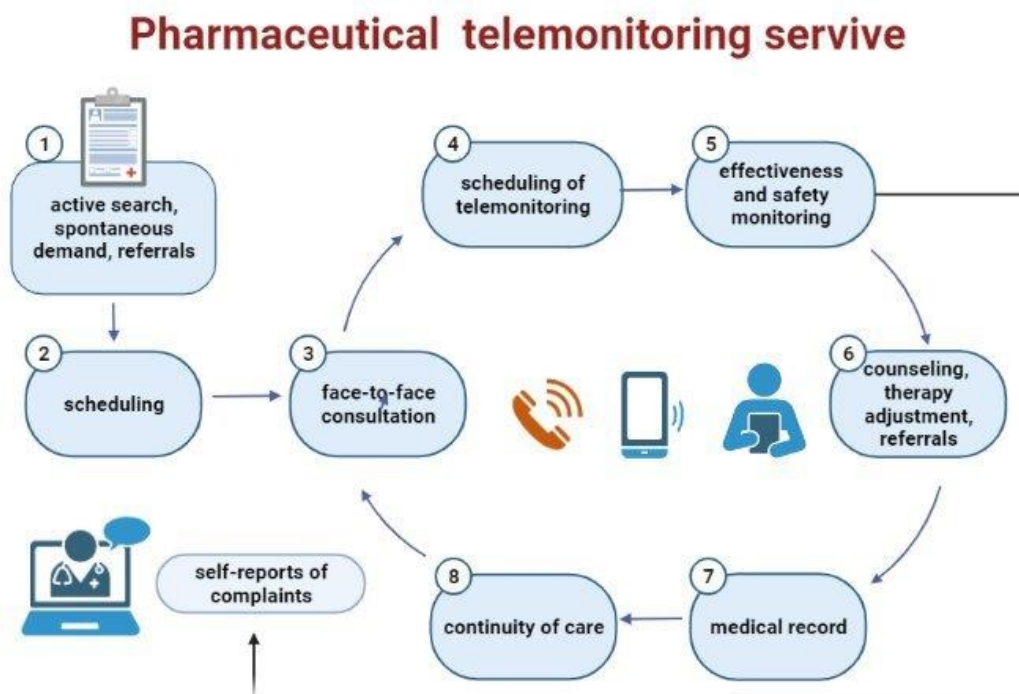 Pharmaceutical telemonitoring servive
1
active search,
spontaneous
demand, referrals
2
scheduling
3
face-to-face
consultation
4
scheduling of
telemonitoring
5
effectiveness
and safety
monitoring
6
counseling,
therapy
adjustment,
referrals
7
medical record
8
continuity of care
self-reports of
complaints